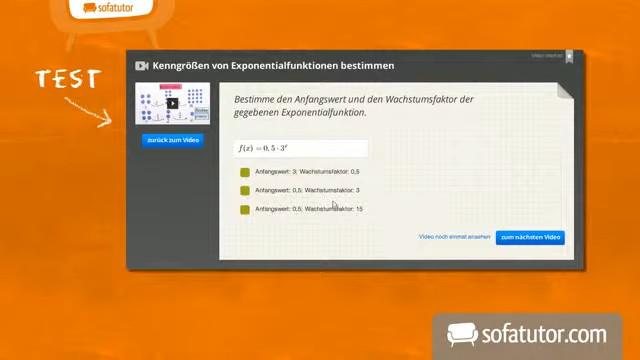 sofatutor
TEST
Kenngrößen von Exponentialfunktionen bestimmen
Bestimme den Anfangswert und den Wachstumsfaktor der
gegebenen Exponentialfunktion.
zurück zum Video
f(x) = 0, 5 · 3ˣ
Anfangswert: 3; Wachstumsfaktor: 0,5
Anfangswert: 0,5; Wachstumsfaktor: 3
Anfangswert: 0,5; Wachstumsfaktor: 15
Video noch einmal ansehen
zum nächsten Video
sofatutor.com